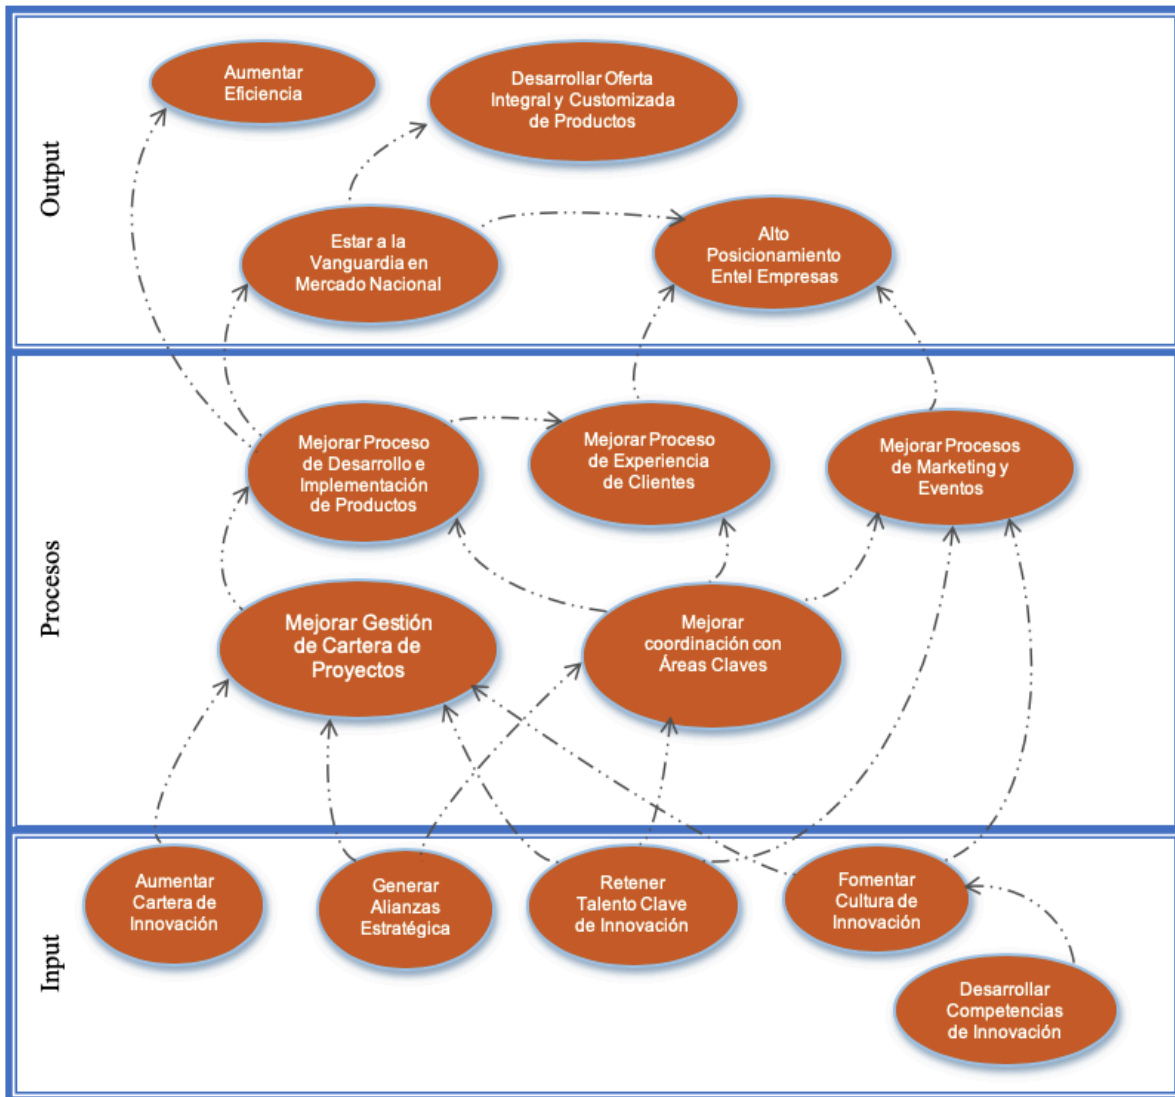 Output
Aumentar
Eficiencia
Desarrollar Oferta
Integral y Customizada
de Productos
Estar a la
Vanguardia en
Mercado Nacional
Alto
Posicionamiento
Entel Empresas
Procesos
Mejorar Proceso
de Desarrollo e
Implementación
de Productos
Mejorar Proceso
de Experiencia
de Clientes
Mejorar Procesos
de Marketing y
Eventos
Mejorar Gestión
de Cartera de
Proyectos
Mejorar
coordinación con
Áreas Claves
Input
Aumentar
Cartera de
Innovación
Generar
Alianzas
Estratégica
Retener
Talento Clave
de Innovación
Fomentar
Cultura de
Innovación
Desarrollar
Competencias
de Innovación